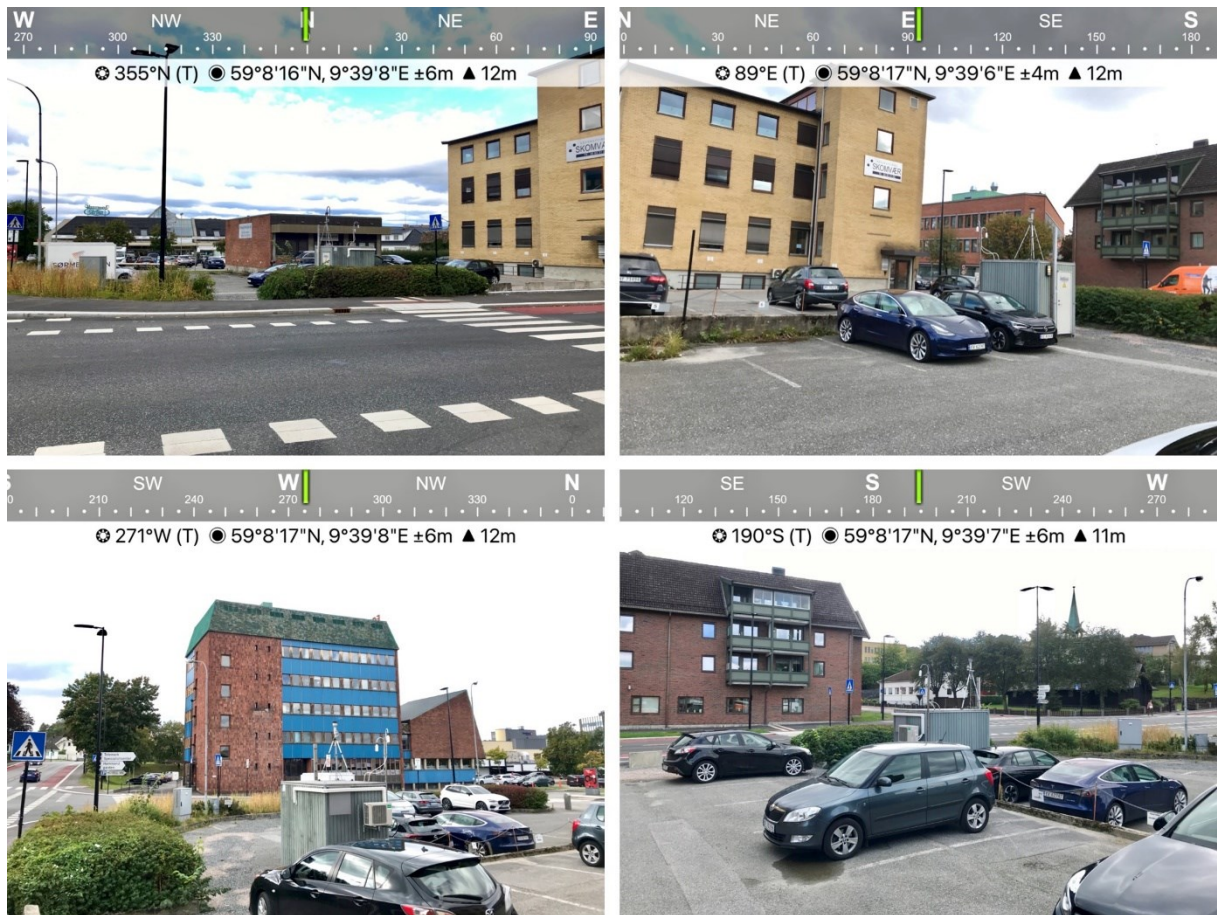 W NW N NE E
270 300 330 30 60 90
355°N (T) 59°8'16"N, 9°39'8"E ±6m ▲ 12m
SKOMVÆR
N NE E SE S
0 30 60 90 120 150 180
89°E (T) 59°8'17"N, 9°39'6"E ±4m ▲ 12m
SKOMVÆR
S SW W NW N
0 210 240 270 300 330 0
271°W (T) 59°8'17"N, 9°39'8"E ±6m ▲ 12m
SE S SW W
120 150 180 210 240 270
190°S (T) 59°8'17"N, 9°39'7"E ±6m ▲ 11m